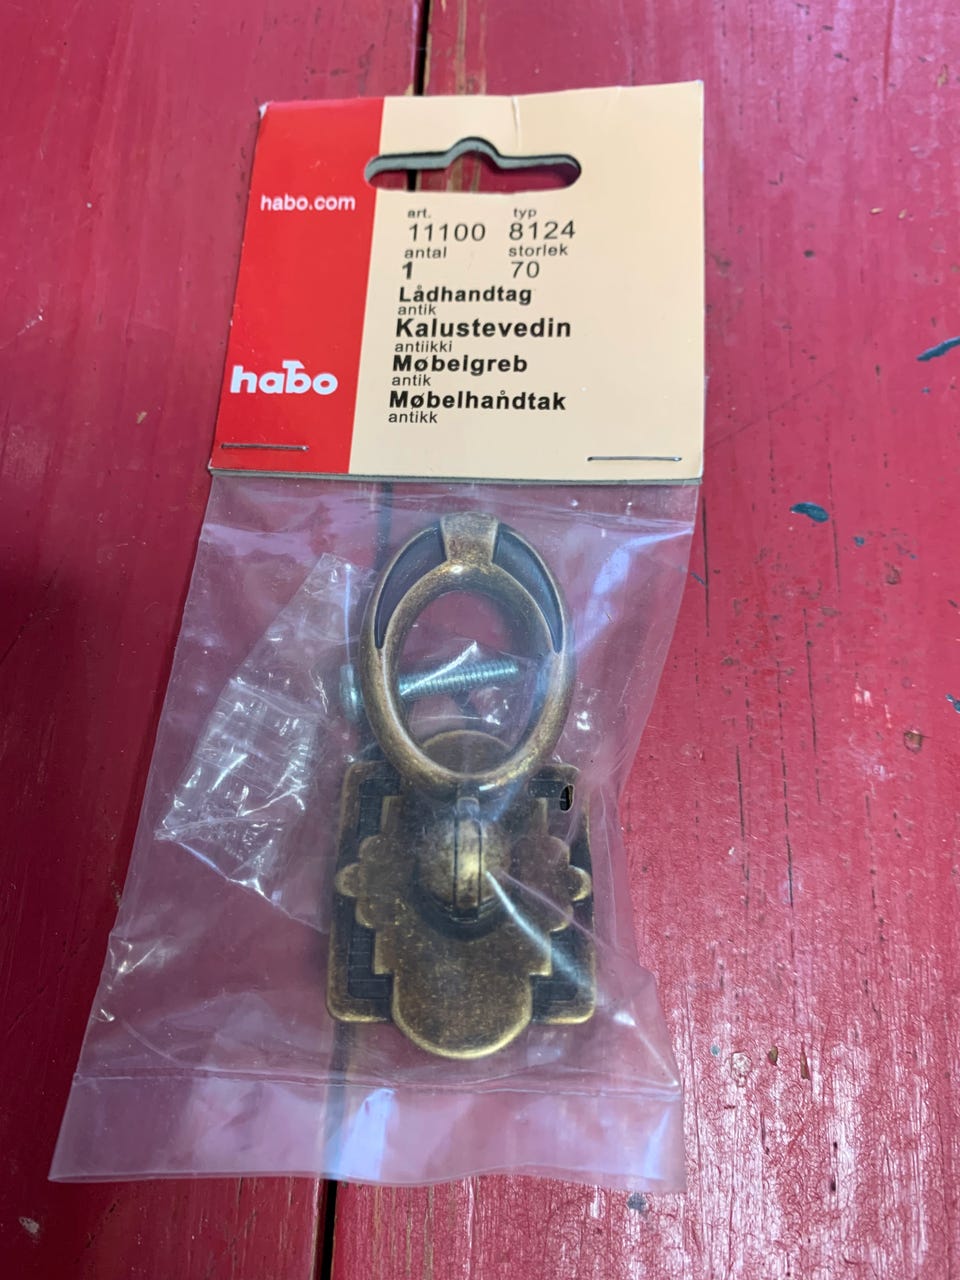 habo.com
art. typ
11100 8124
antal storlek
1 70
Lådhandtag
antik
Kalustevedin
antiikki
Møbelgreb
antik
Møbelhåndtak
antikk
habo